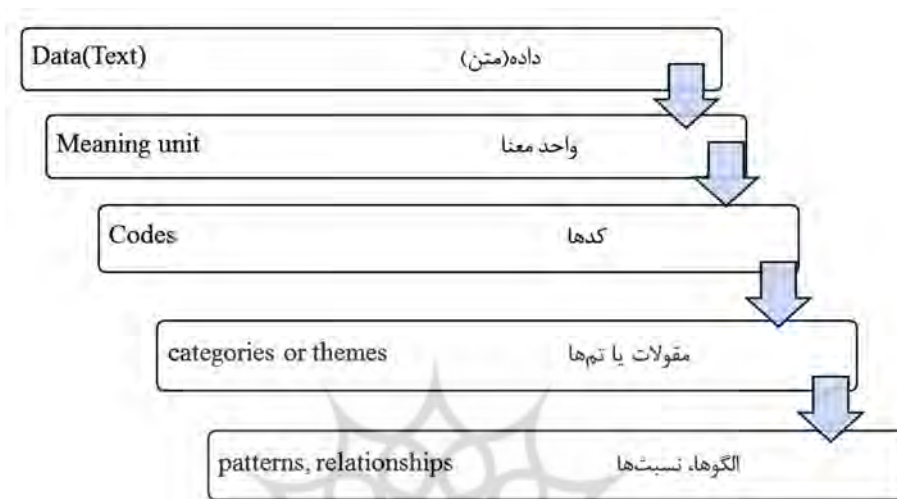 Data(Text) داده(متن)
Meaning unit واحد معنا
Codes کدها
categories or themes مقولات یا تم‌ها
patterns, relationships الگوها، نسبت‌ها